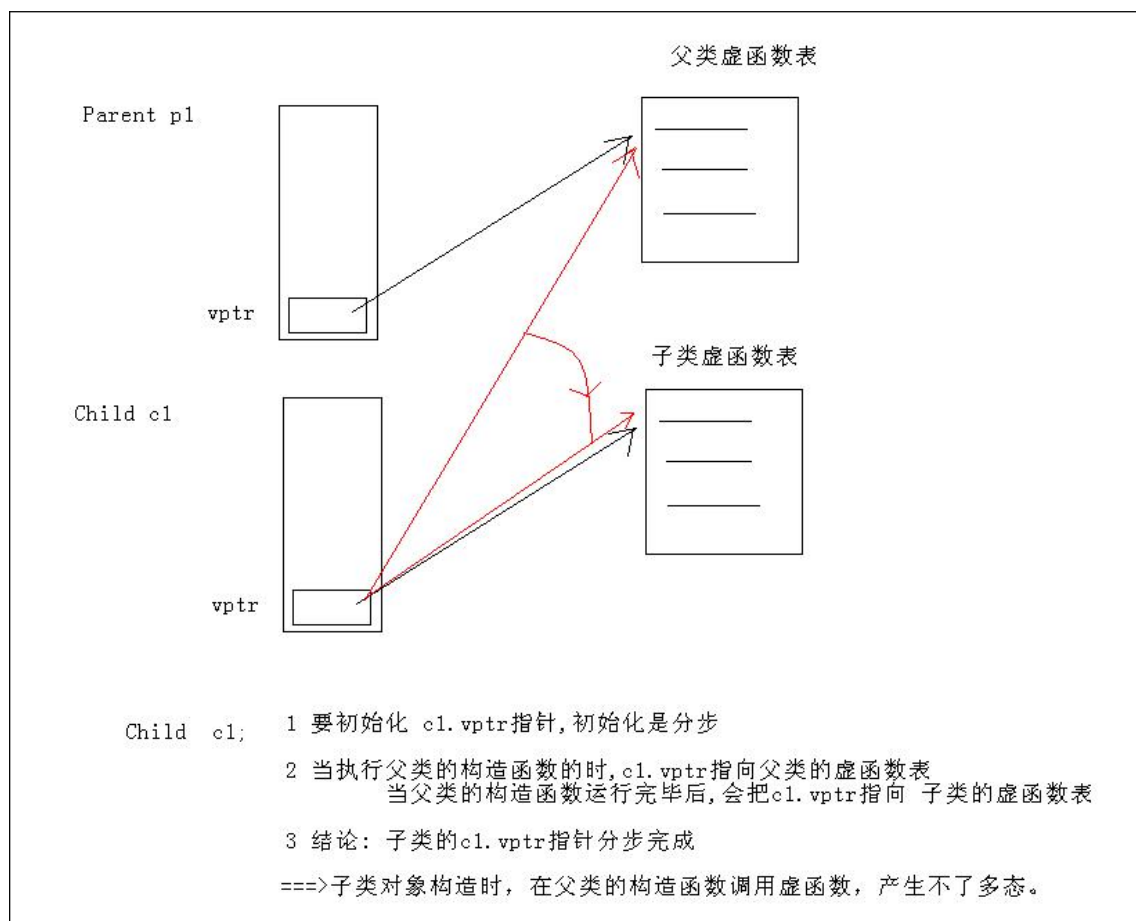 父类虚函数表
Parent p1
vptr
子类虚函数表
Child c1
vptr
Child c1;
1 要初始化 c1.vptr指针,初始化是分步
2 当执行父类的构造函数的时,c1.vptr指向父类的虚函数表
当父类的构造函数运行完毕后,会把c1.vptr指向 子类的虚函数表
3 结论: 子类的c1.vptr指针分步完成
===>子类对象构造时，在父类的构造函数调用虚函数，产生不了多态。